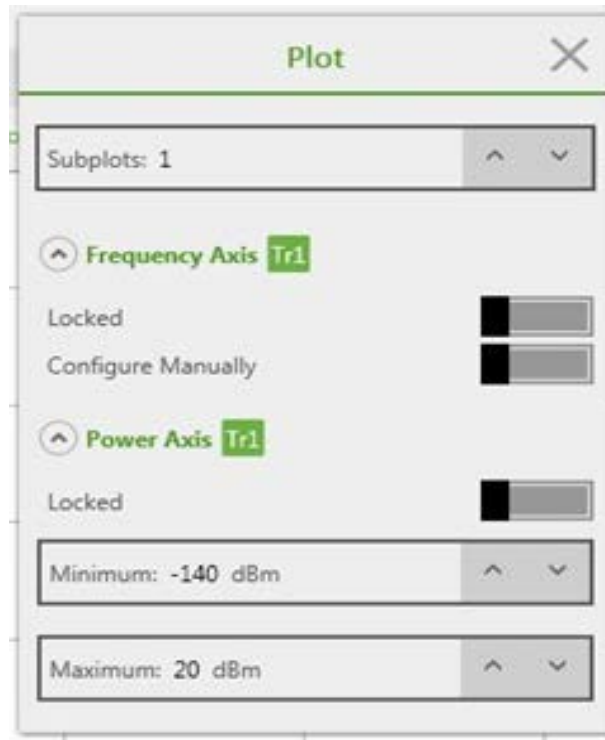 Plot
Subplots: 1
Frequency Axis Tr1
Locked
Configure Manually
Power Axis Tr1
Locked
Minimum: -140 dBm
Maximum: 20 dBm